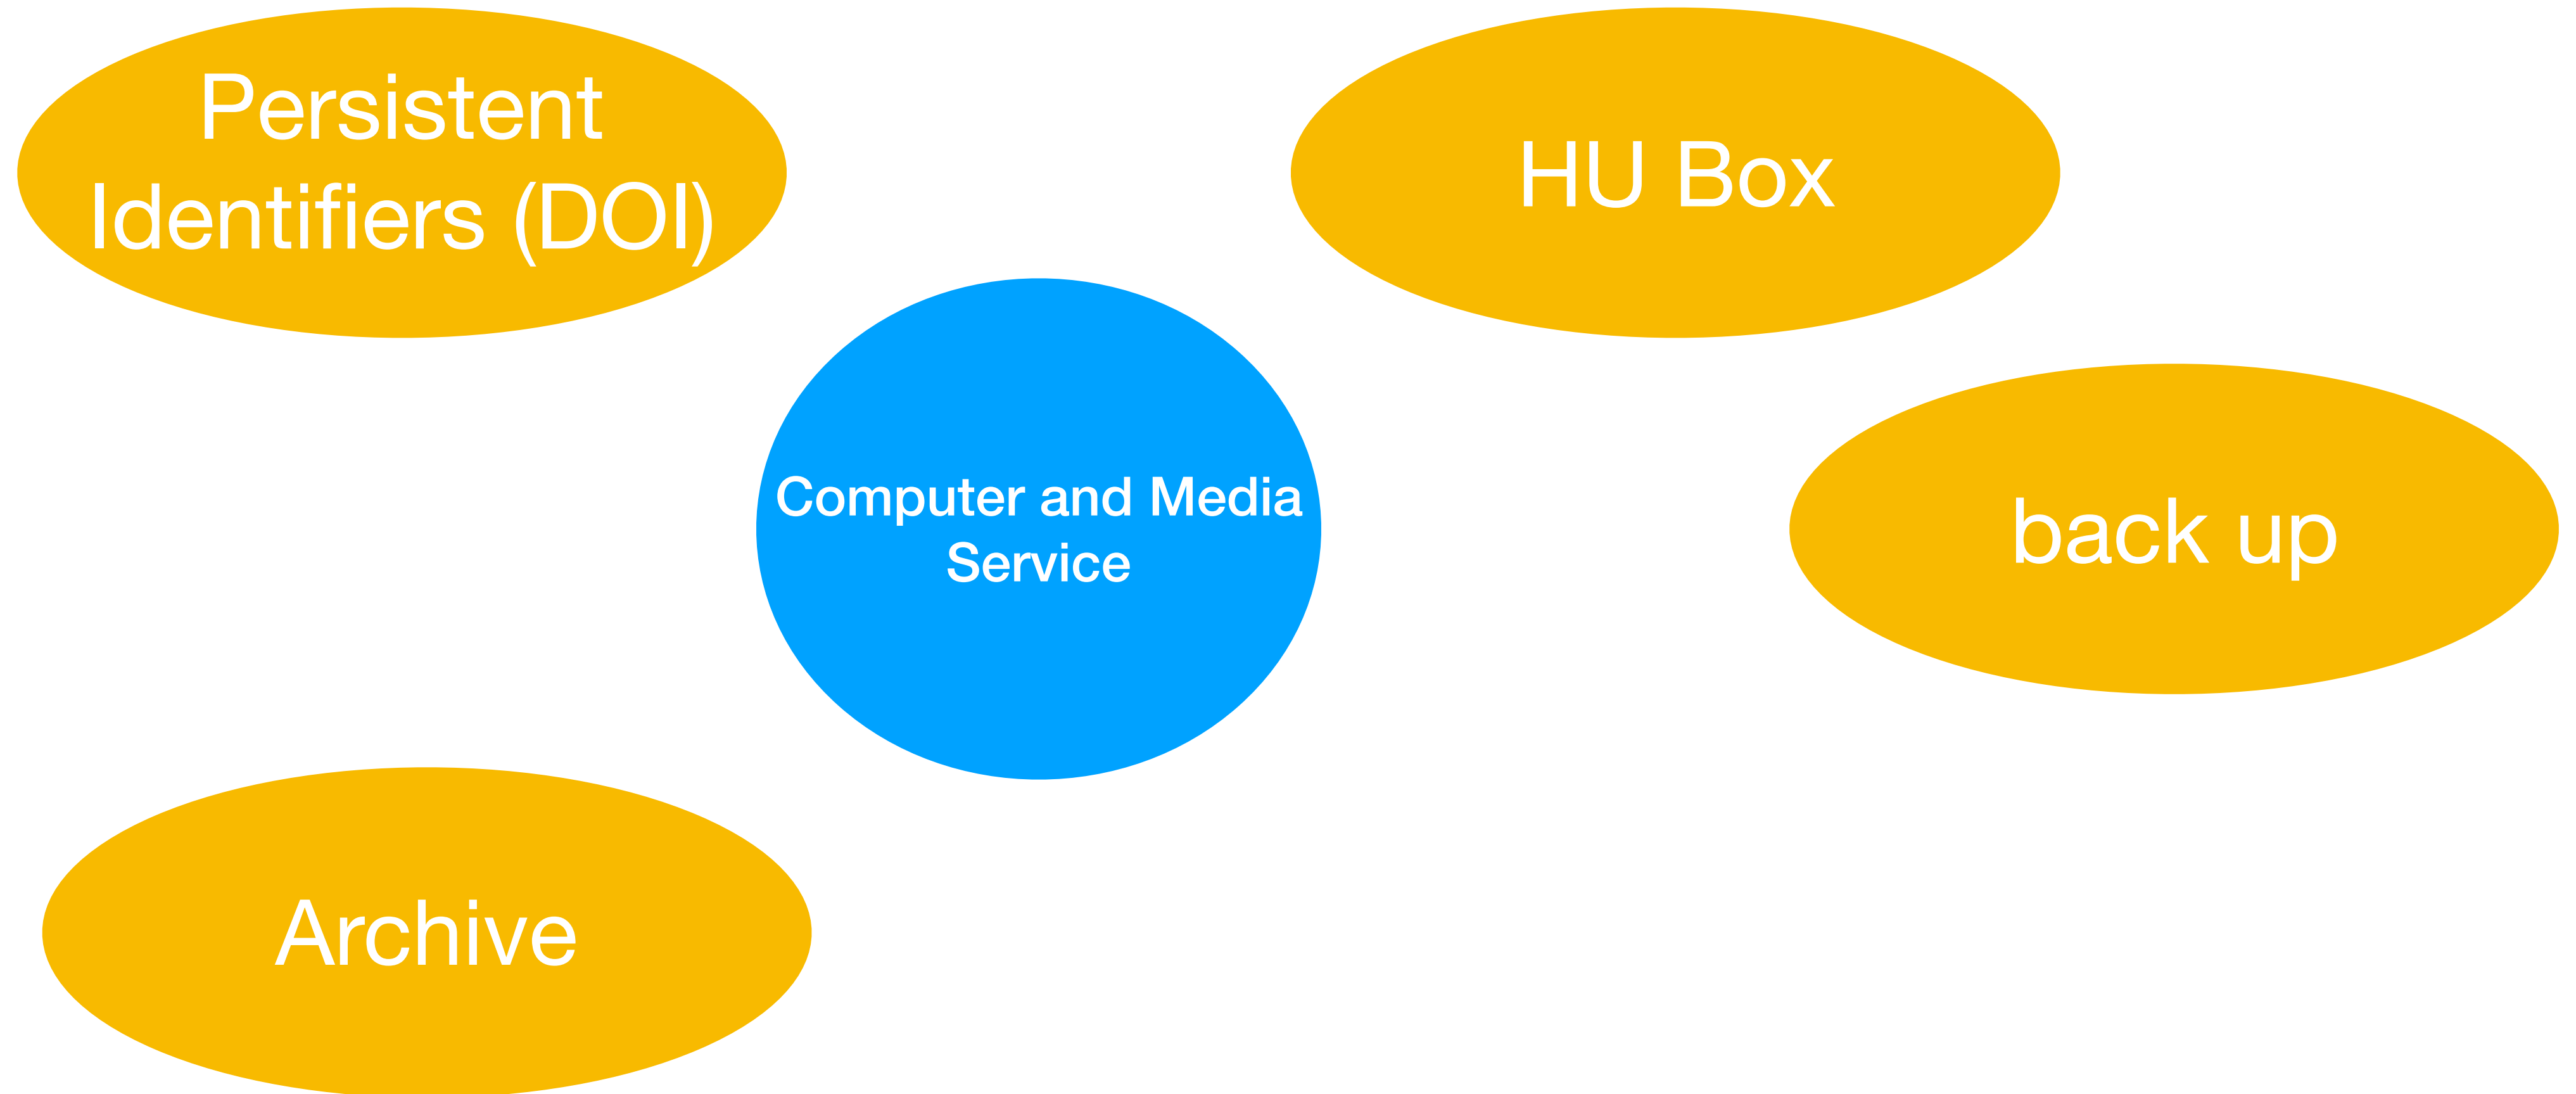 Persistent
Identifiers (DOI)
HU Box
Computer and Media
Service
back up
Archive